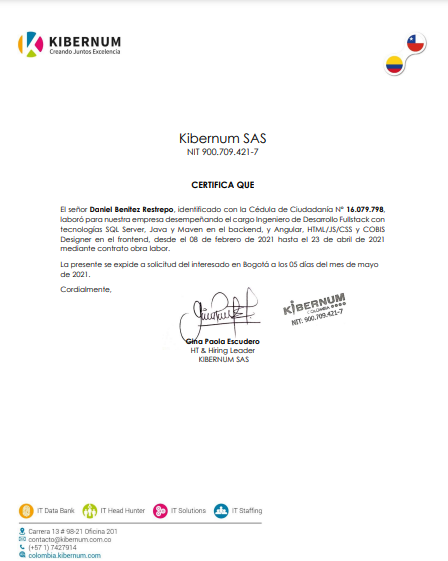 KIBERNUM
Creando Juntos Excelencia
Kibernum SAS
NIT 900.709.421-7
CERTIFICA QUE
El señor Daniel Benitez Restrepo, identificado con la Cédula de Ciudadanía N° 16.079.798,
laboró para nuestra empresa desempeñando el cargo Ingeniero de Desarrollo Fullstack con
tecnologías SQL Server, Java y Maven en el backend, y Angular, HTML/JS/CSS y COBIS
Designer en el frontend, desde el 08 de febrero de 2021 hasta el 23 de abril de 2021
mediante contrato obra labor.
La presente se expide a solicitud del interesado en Bogotá a los 05 días del mes de mayo
de 2021.
Cordialmente,
KIBERNUM
COLOMBIA
NIT: 900.709.421-7
Gina Paola Escudero
HT & Hiring Leader
KIBERNUM SAS
IT Data Bank IT Head Hunter IT Solutions IT Staffing
Carrera 13 # 98-21 Oficina 201
contacto@kibernum.com.co
(+57 1) 7427914
colombia.kibernum.com